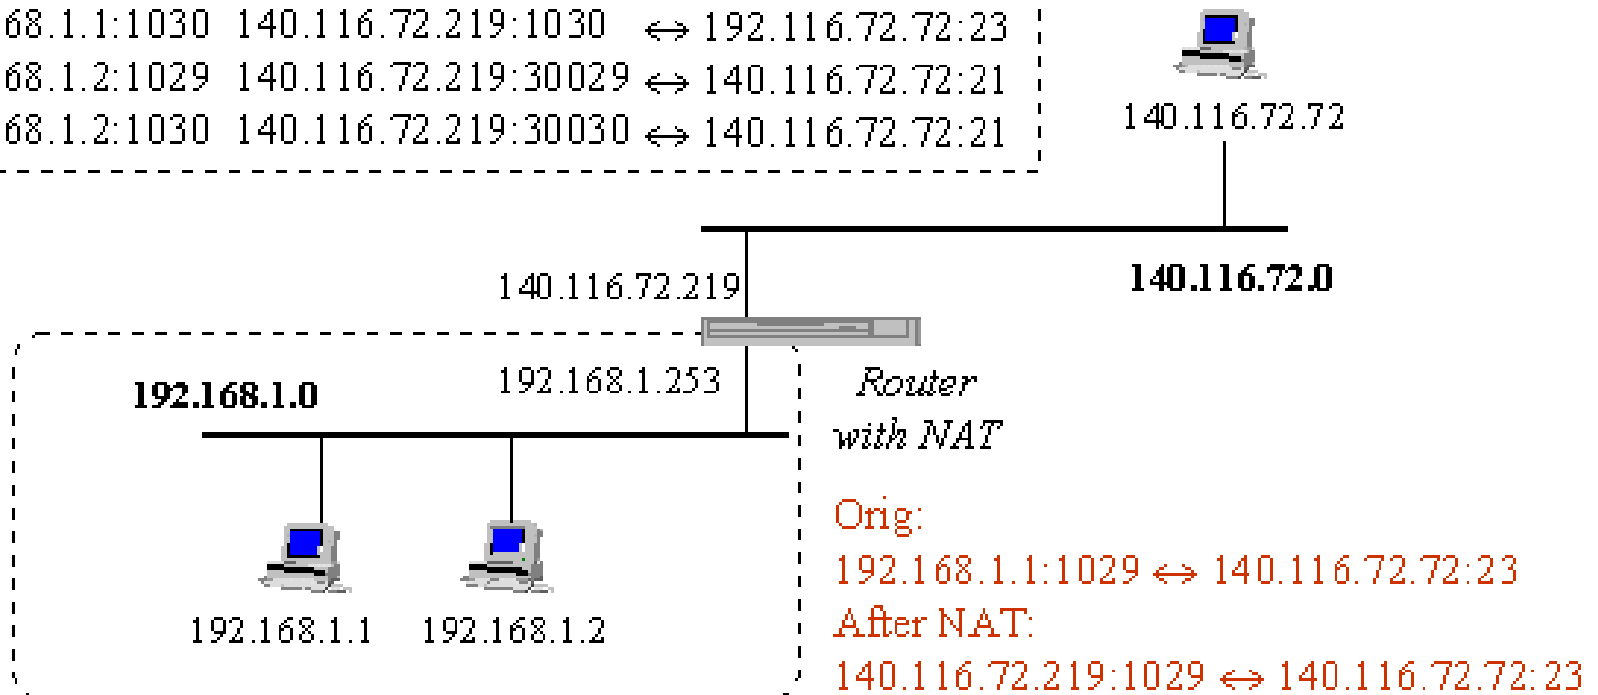 68.1.1:1030 140.116.72.219:1030 ⇔ 192.116.72.72:23
68.1.2:1029 140.116.72.219:30029 ⇔ 140.116.72.72:21
68.1.2:1030 140.116.72.219:30030 ⇔ 140.116.72.72:21
140.116.72.72
140.116.72.219
140.116.72.0
192.168.1.0
192.168.1.253
Router
with NAT
Orig:
192.168.1.1:1029 ⇔ 140.116.72.72:23
After NAT:
140.116.72.219:1029 ⇔ 140.116.72.72:23
192.168.1.1
192.168.1.2